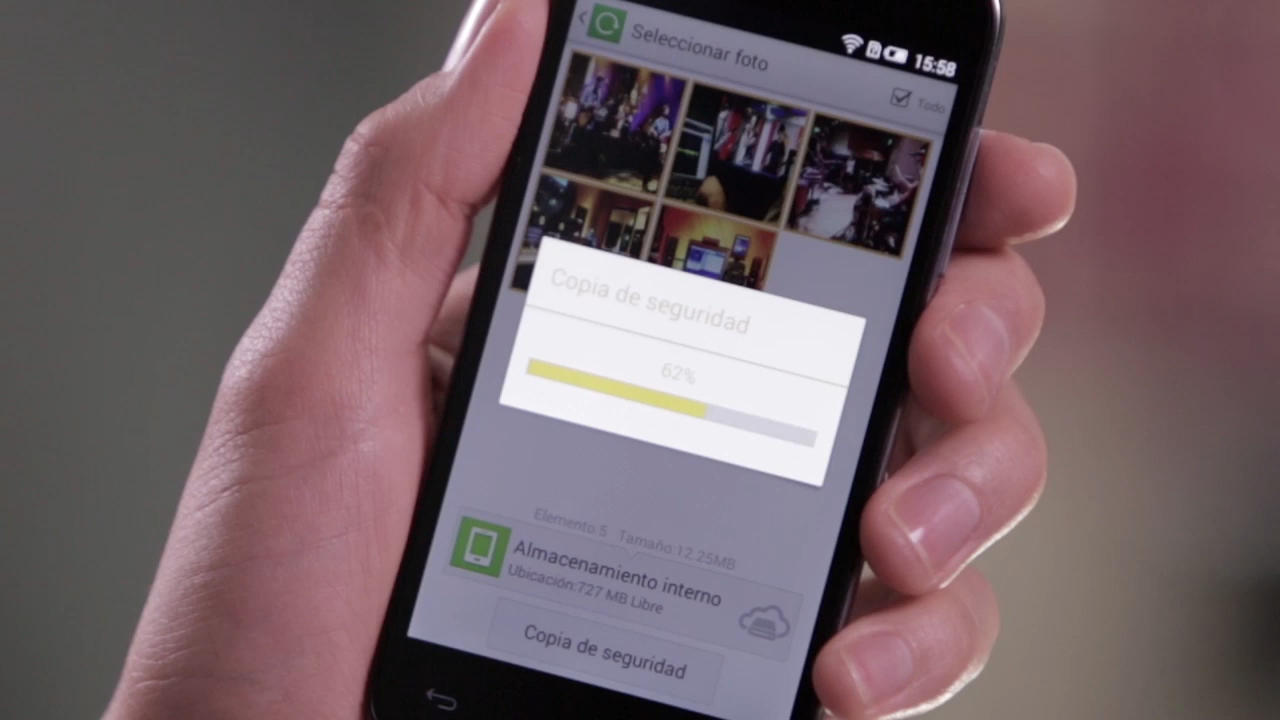 15:58
Seleccionar foto
Todo
Copia de seguridad
62%
Elemento:5 Tamaño:12.25MB
Almacenamiento interno
Ubicación:727 MB Libre
Copia de seguridad